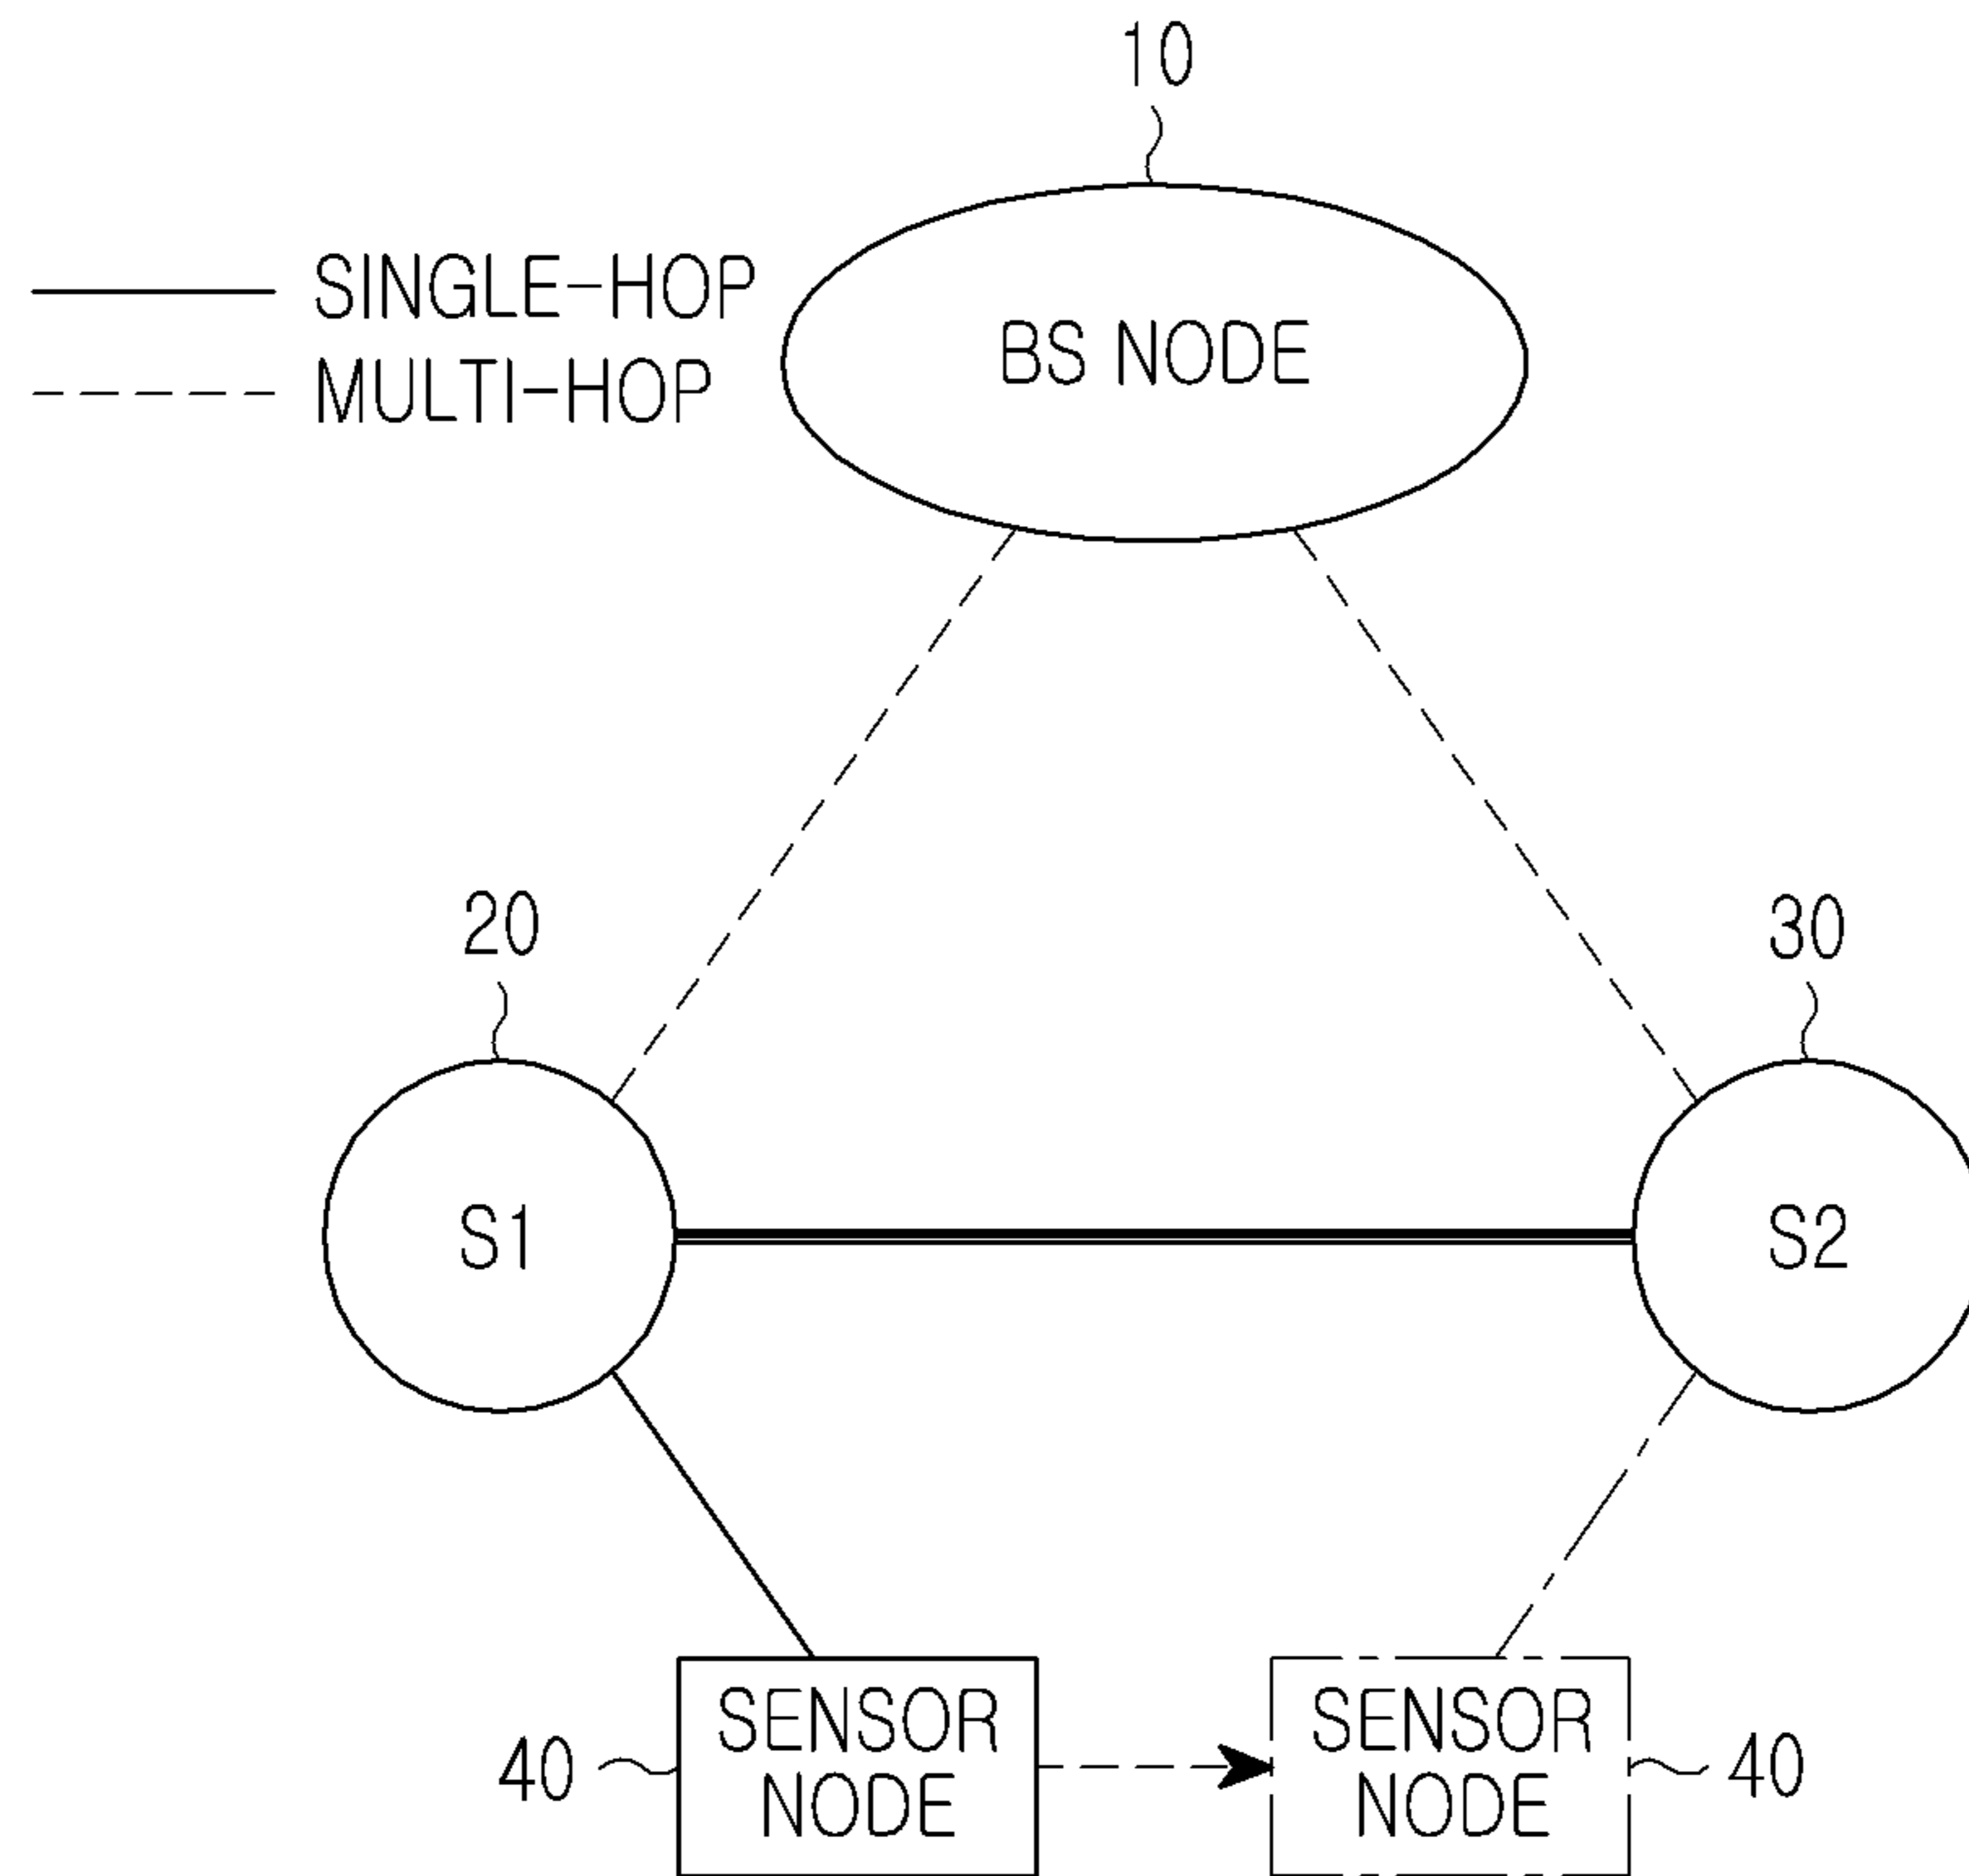 10
SINGLE-HOP
MULTI-HOP
BS NODE
20
30
S1
S2
SENSOR
NODE
40
SENSOR
NODE
40